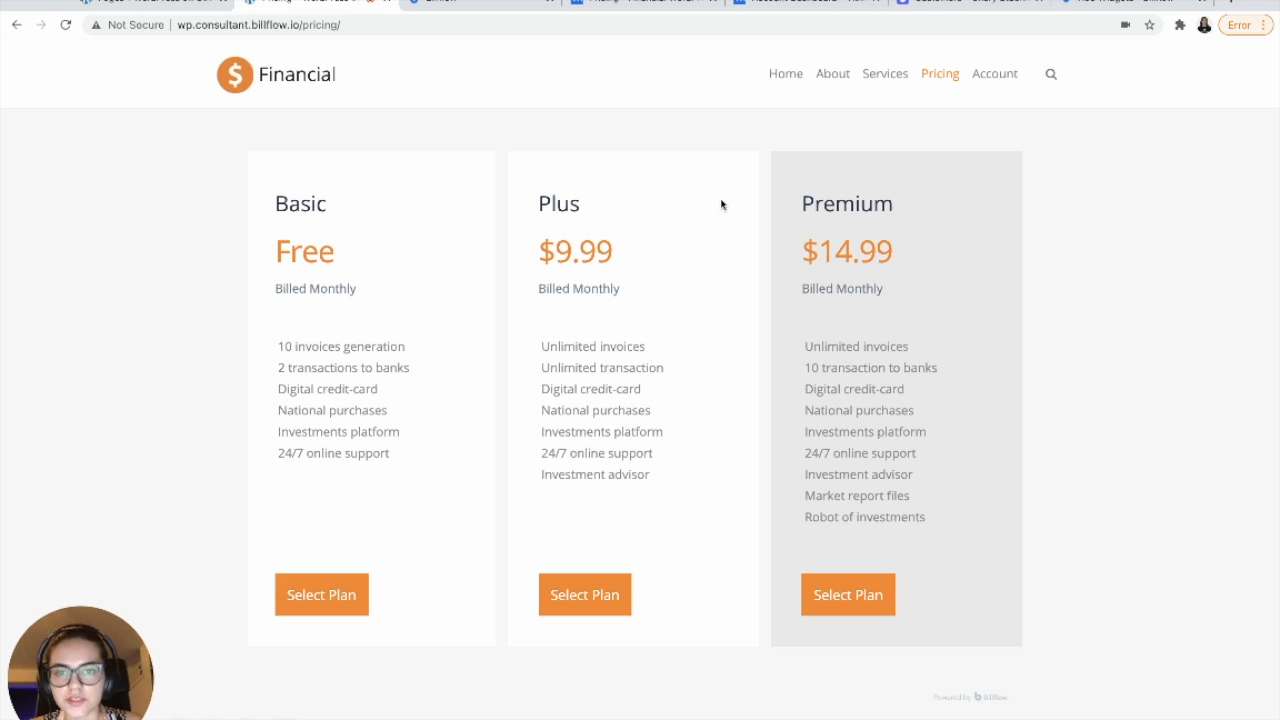 Not Secure | wp.consultant.billflow.io/pricing/
Error
$ Financial
Home About Services Pricing Account
Basic
Free
Billed Monthly
10 invoices generation
2 transactions to banks
Digital credit-card
National purchases
Investments platform
24/7 online support
Select Plan
Plus
$9.99
Billed Monthly
Unlimited invoices
Unlimited transaction
Digital credit-card
National purchases
Investments platform
24/7 online support
Investment advisor
Select Plan
Premium
$14.99
Billed Monthly
Unlimited invoices
10 transaction to banks
Digital credit-card
National purchases
Investments platform
24/7 online support
Investment advisor
Market report files
Robot of investments
Select Plan
Powered by Billflow